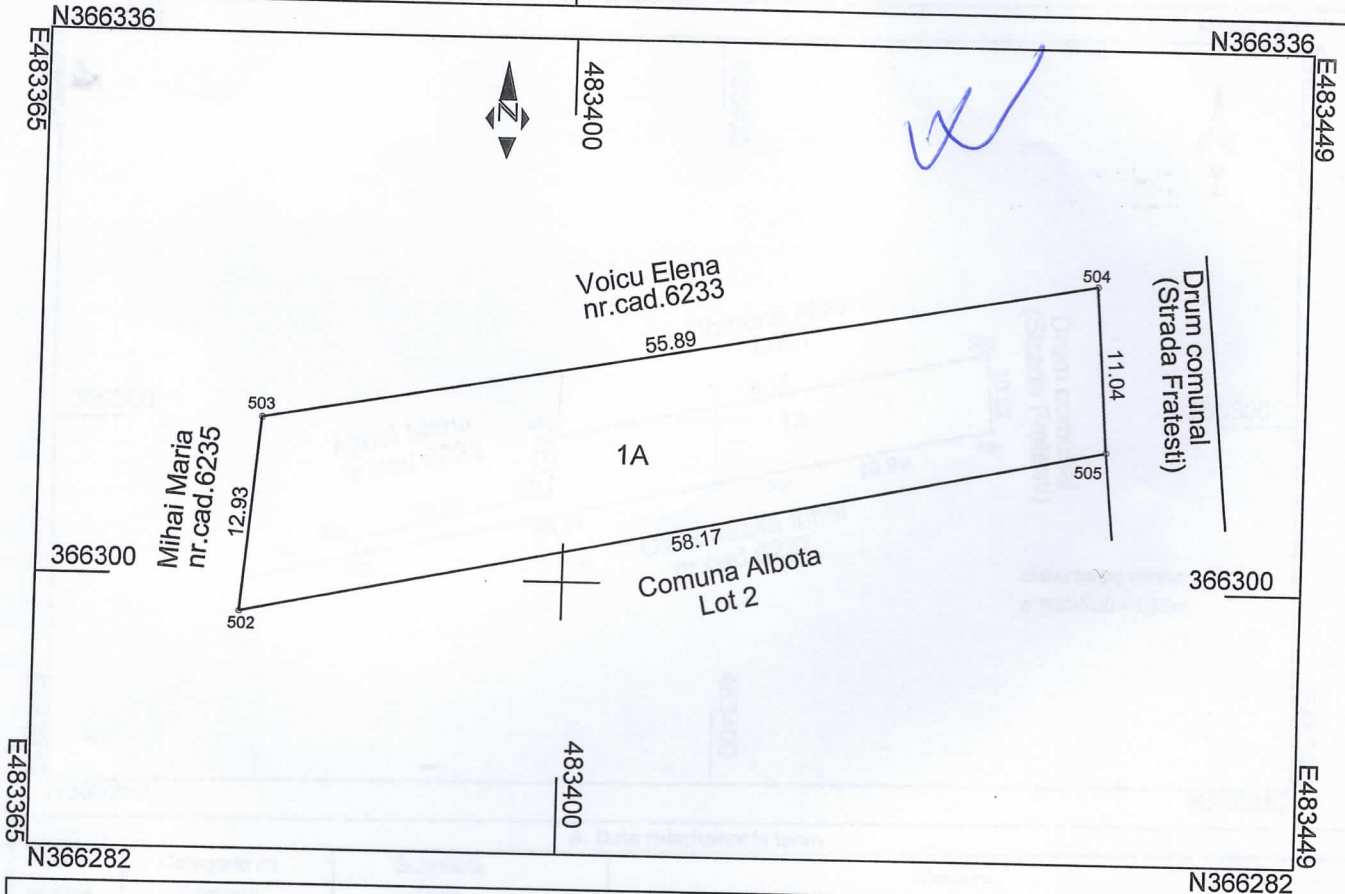 N366336
N366336
E483365
483400
E483449
N
Voicu Elena
nr.cad.6233
504
Drum comunal
(Strada Fratesti)
55.89
11.04
503
Mihai Maria
nr.cad.6235
12.93
1A
505
58.17
366300
Comuna Albota
Lot 2
366300
502
E483365
483400
E483449
N366282
N366282